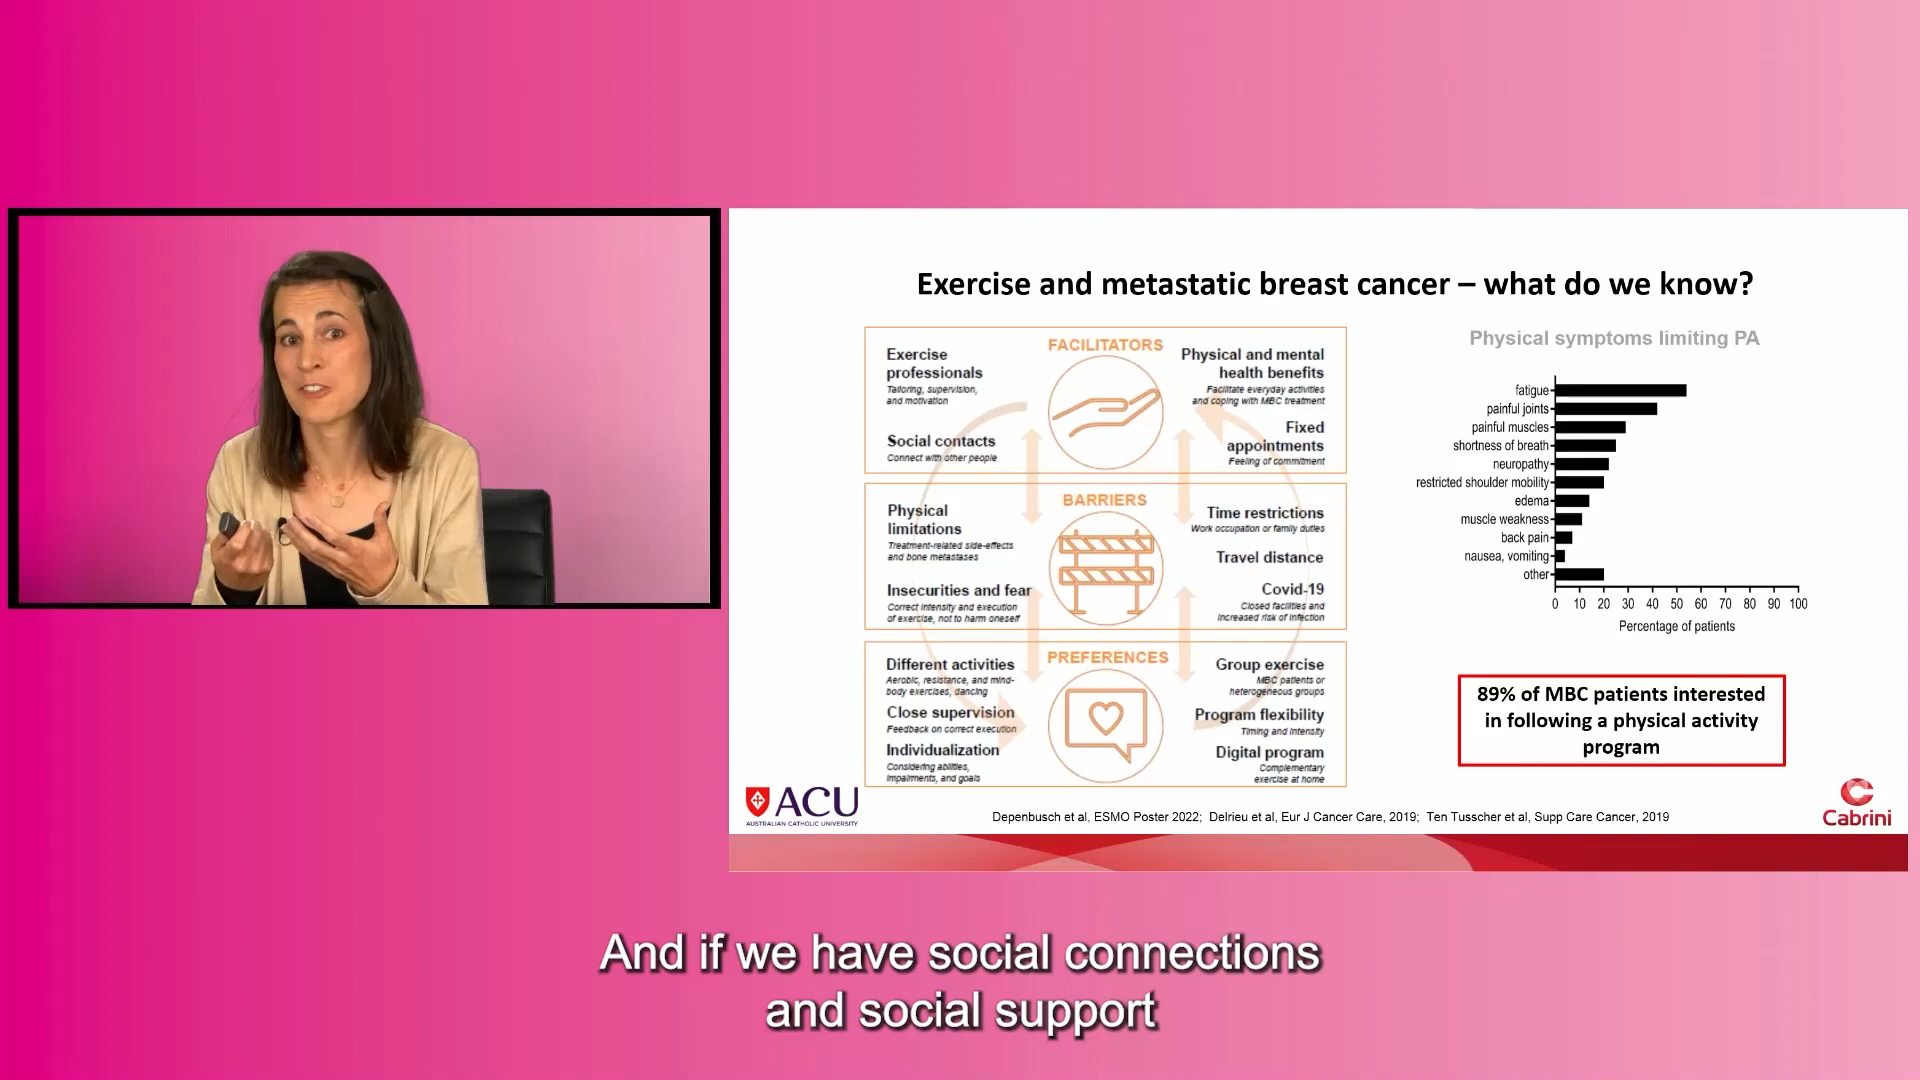 Exercise and metastatic breast cancer – what do we know?
FACILITATORS
Exercise
professionals
Tailoring, supervision,
and motivation
Social contacts
Connect with other people
Physical and mental
health benefits
Facilitate everyday activities
and coping with MBC treatment
Fixed
appointments
Feeling of commitment
BARRIERS
Physical
limitations
Treatment-related side-effects
and bone metastases
Insecurities and fear
Correct intensity and execution
of exercise, not to harm oneself
Time restrictions
Work occupation or family duties
Travel distance
Covid-19
Closed facilities and
increased risk of infection
PREFERENCES
Different activities
Aerobic, resistance, and mind-
body exercises, dancing
Close supervision
Feedback on correct execution
Individualization
Considering abilities,
impairments, and goals
Group exercise
MBC patients or
heterogeneous groups
Program flexibility
Timing and intensity
Digital program
Complementary
exercise at home
Physical symptoms limiting PA
fatigue
painful joints
painful muscles
shortness of breath
neuropathy
restricted shoulder mobility
edema
muscle weakness
back pain
nausea, vomiting
other
0 10 20 30 40 50 60 70 80 90 100
Percentage of patients
89% of MBC patients interested
in following a physical activity
program
ACU
AUSTRALIAN CATHOLIC UNIVERSITY
Depenbusch et al, ESMO Poster 2022; Delrieu et al, Eur J Cancer Care, 2019; Ten Tusscher et al, Supp Care Cancer, 2019
Cabrini
And if we have social connections
and social support